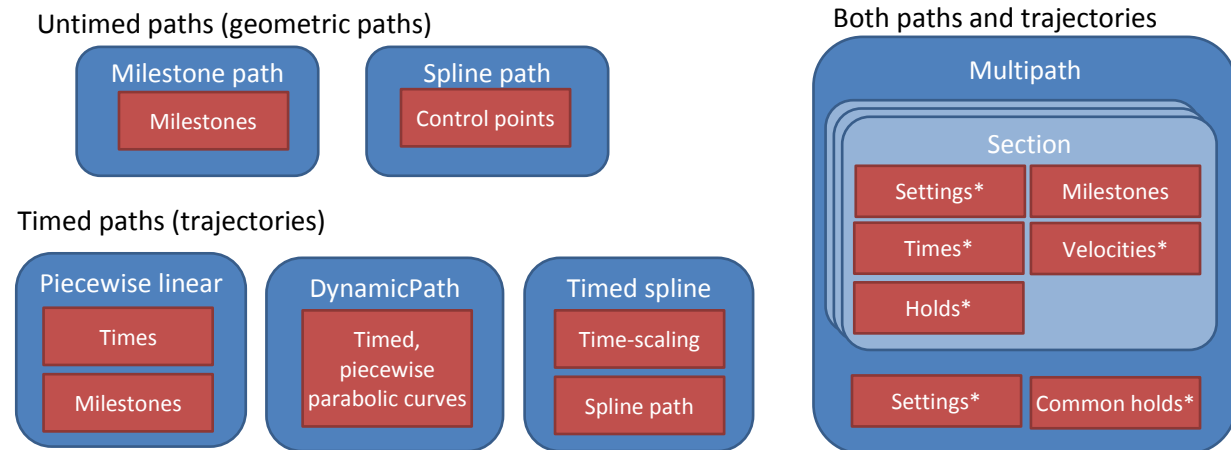 Untimed paths (geometric paths)
Milestone path
Milestones
Spline path
Control points
Timed paths (trajectories)
Piecewise linear
Times
Milestones
DynamicPath
Timed,
piecewise
parabolic curves
Timed spline
Time-scaling
Spline path
Both paths and trajectories
Multipath
Section
Settings*
Milestones
Times*
Velocities*
Holds*
Settings*
Common holds*